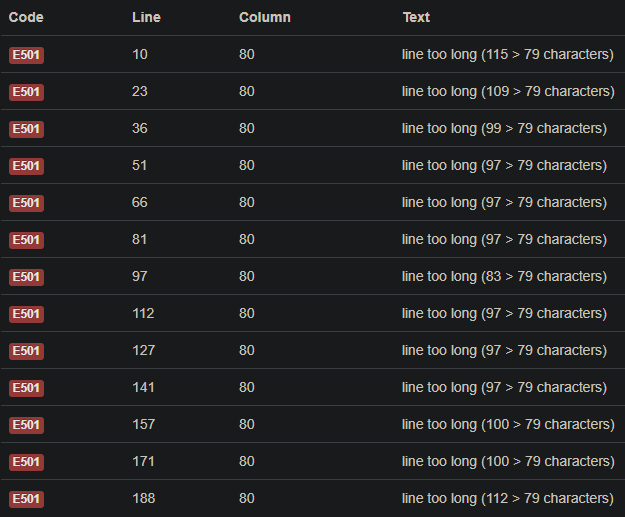 Code Line Column Text
E501 10 80 line too long (115 > 79 characters)
E501 23 80 line too long (109 > 79 characters)
E501 36 80 line too long (99 > 79 characters)
E501 51 80 line too long (97 > 79 characters)
E501 66 80 line too long (97 > 79 characters)
E501 81 80 line too long (97 > 79 characters)
E501 97 80 line too long (83 > 79 characters)
E501 112 80 line too long (97 > 79 characters)
E501 127 80 line too long (97 > 79 characters)
E501 141 80 line too long (97 > 79 characters)
E501 157 80 line too long (100 > 79 characters)
E501 171 80 line too long (100 > 79 characters)
E501 188 80 line too long (112 > 79 characters)